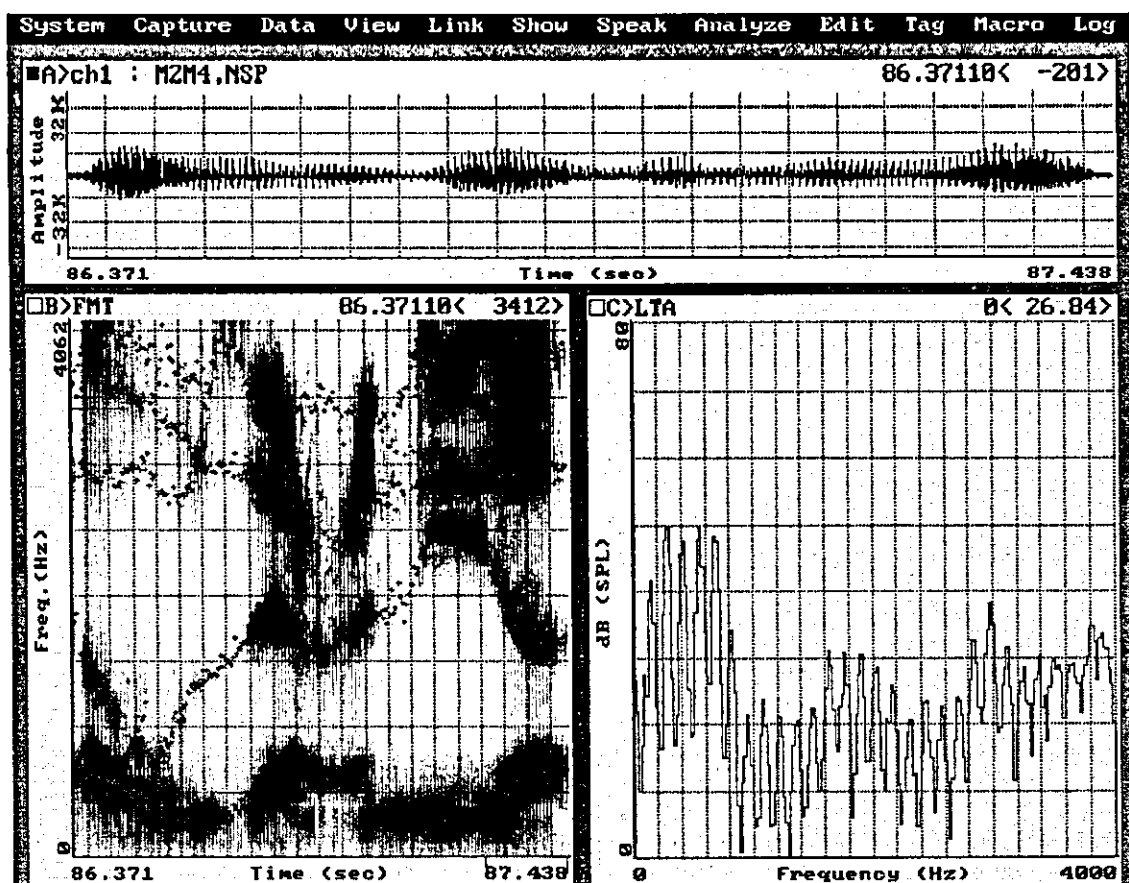 System Capture Data View Link Show Speak Analyze Edit Tag Macro Log
A>ch1 : M2M4,NSP 86.37110< -201>
Amplitude
32K
-32K
86.371 Time (sec) 87.438
B>FMT 86.37110< 3412>
4062
Freq.(Hz)
0
86.371 Time (sec) 87.438
C>LTA 0< 26.84>
80
dB (SPL)
0
0 Frequency (Hz) 4000